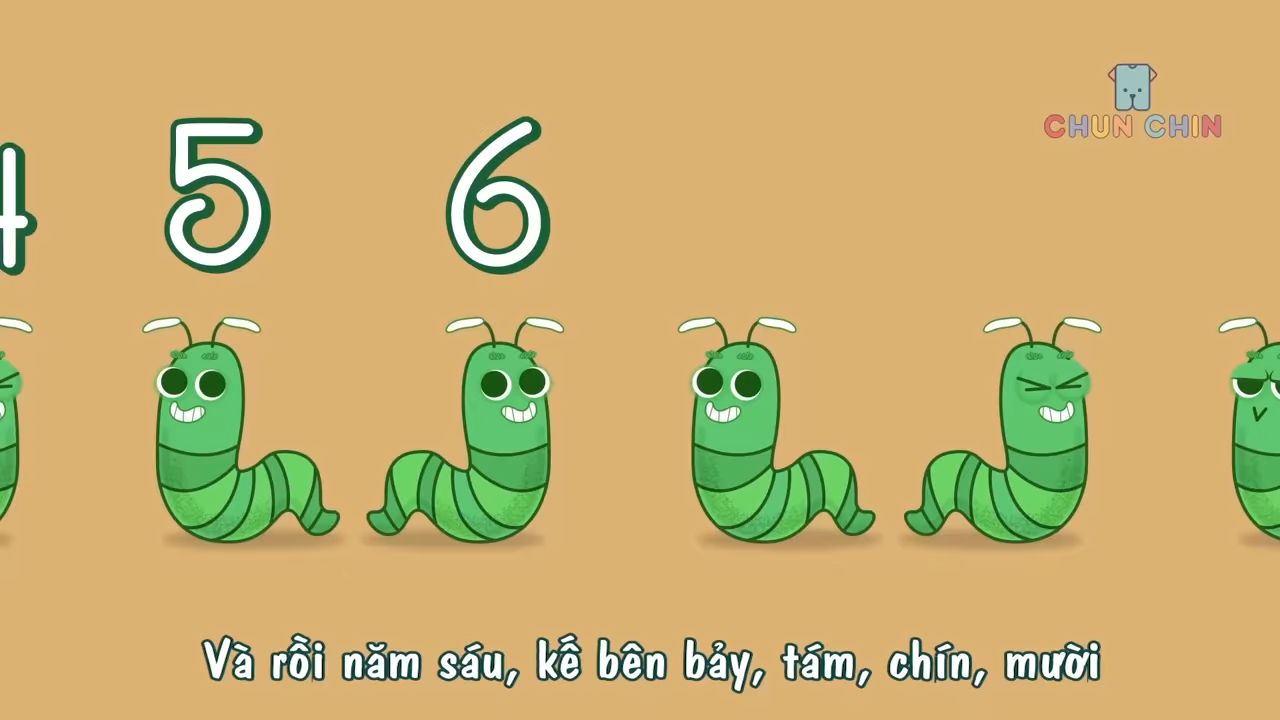 CHUN CHIN
4 5 6
Và rồi năm sáu, kế bên bảy, tám, chín, mười